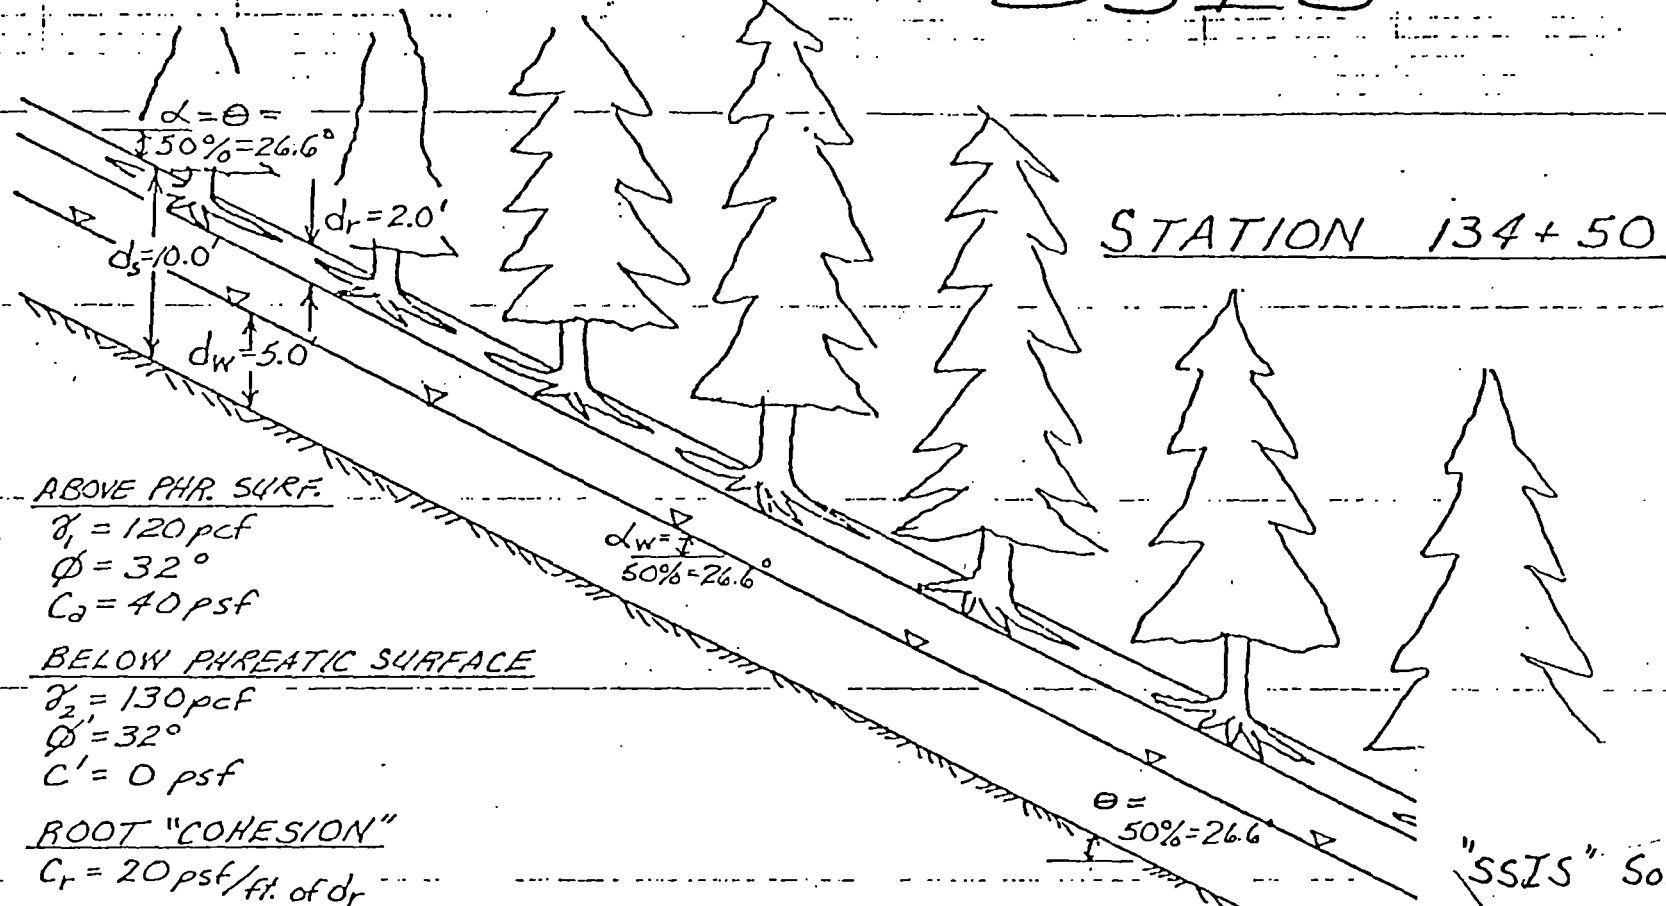 α = θ =
50% = 26.6°
dr = 2.0'
STATION 134+50
ds = 10.0'
dw = 5.0'
ABOVE PHR. SURF.
γ₁ = 120 pcf
Ø = 32°
Ca = 40 psf
αw =
50% = 26.6°
BELOW PHREATIC SURFACE
γ₂ = 130 pcf
Ø' = 32°
C' = 0 psf
θ =
50% = 26.6°
ROOT "COHESION"
Cr = 20 psf/ft. of dr
"SSIS" So